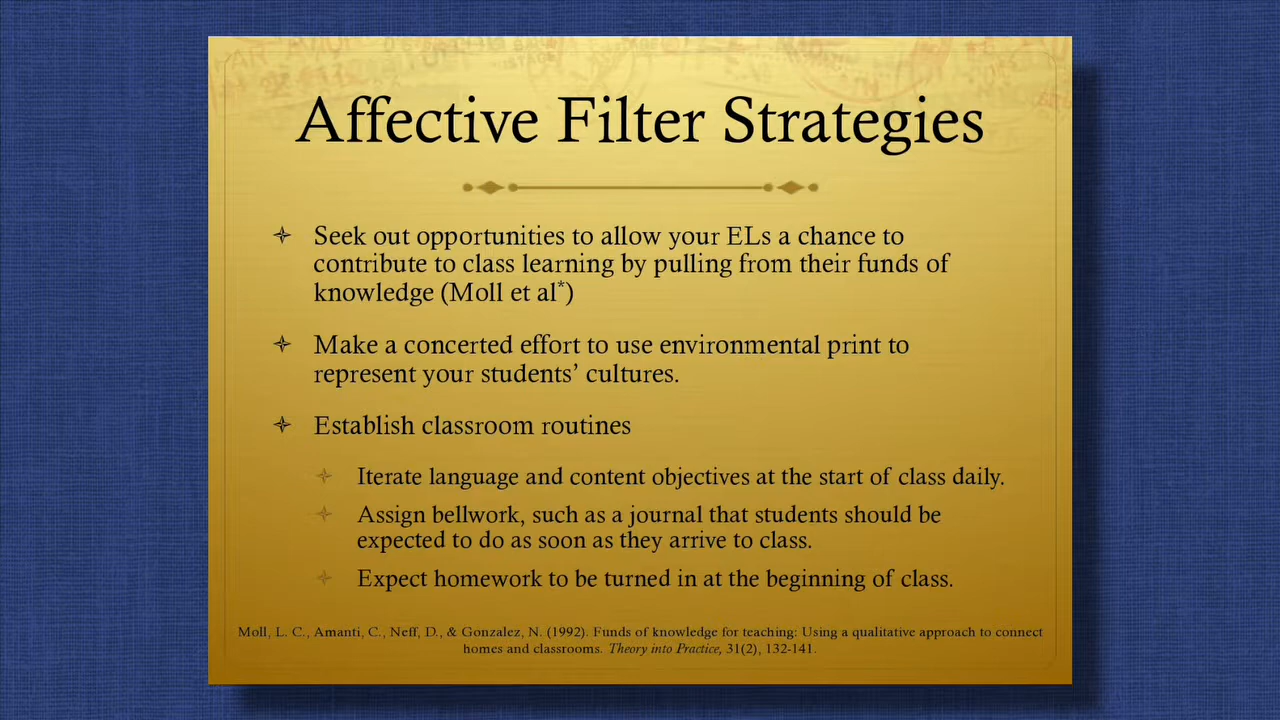 Affective Filter Strategies
Seek out opportunities to allow your ELs a chance to
contribute to class learning by pulling from their funds of
knowledge (Moll et al*)
Make a concerted effort to use environmental print to
represent your students’ cultures.
Establish classroom routines
Iterate language and content objectives at the start of class daily.
Assign bellwork, such as a journal that students should be
expected to do as soon as they arrive to class.
Expect homework to be turned in at the beginning of class.
Moll, L. C., Amanti, C., Neff, D., & Gonzalez, N. (1992). Funds of knowledge for teaching: Using a qualitative approach to connect
homes and classrooms. Theory into Practice, 31(2), 132-141.